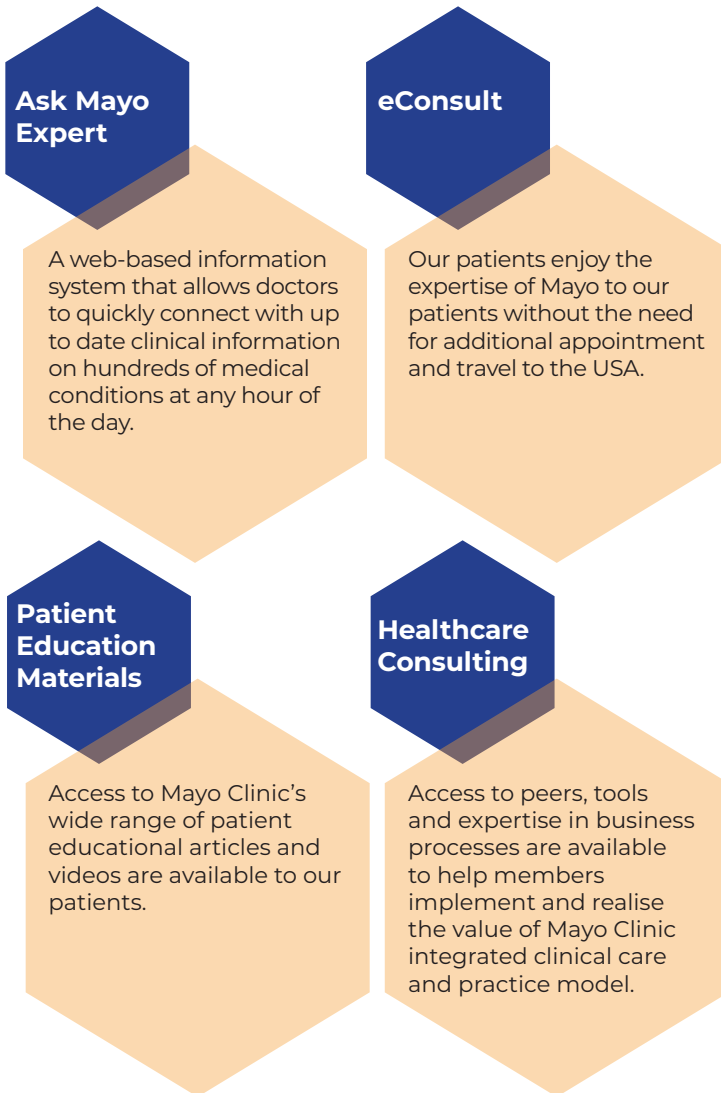 Ask Mayo
Expert
A web-based information
system that allows doctors
to quickly connect with up
to date clinical information
on hundreds of medical
conditions at any hour of
the day.
eConsult
Our patients enjoy the
expertise of Mayo to our
patients without the need
for additional appointment
and travel to the USA.
Patient
Education
Materials
Access to Mayo Clinic’s
wide range of patient
educational articles and
videos are available to our
patients.
Healthcare
Consulting
Access to peers, tools
and expertise in business
processes are available
to help members
implement and realise
the value of Mayo Clinic
integrated clinical care
and practice model.